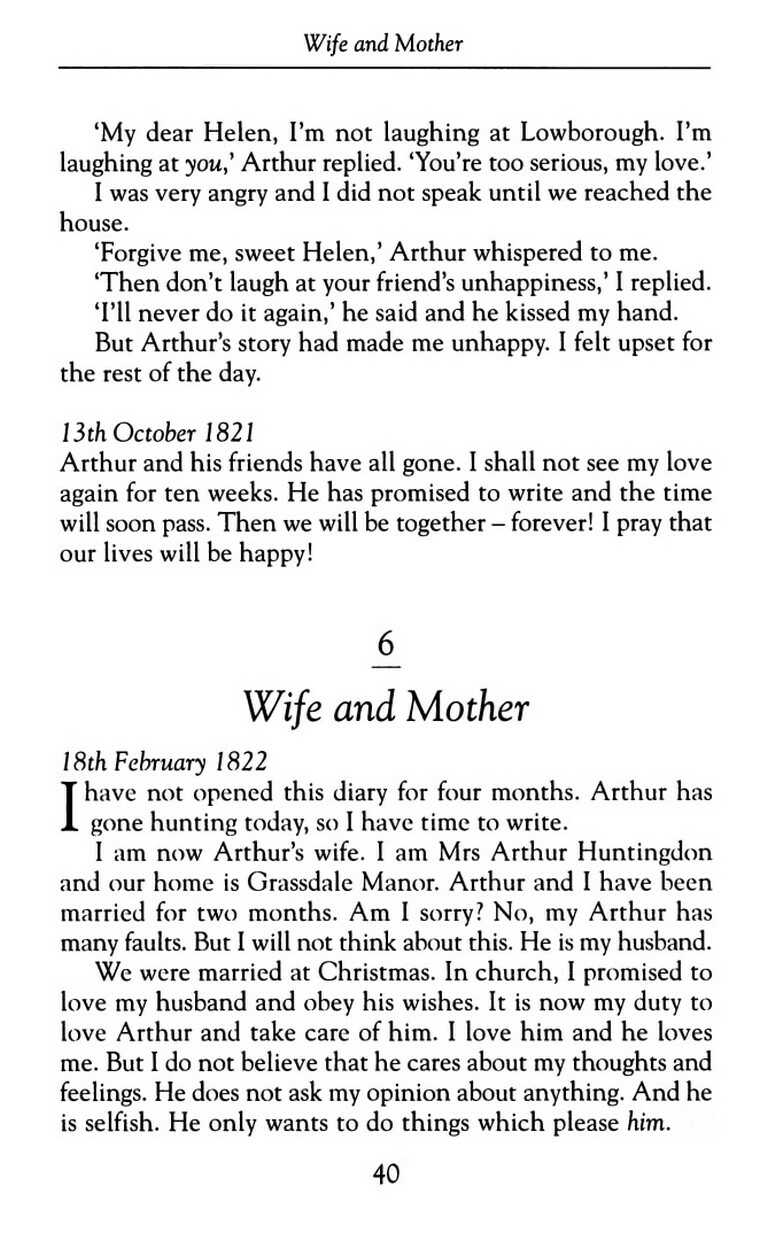 Wife and Mother
‘My dear Helen, I'm not laughing at Lowborough. I'm
laughing at you,’ Arthur replied. ‘You're too serious, my love.’
I was very angry and I did not speak until we reached the
house.
‘Forgive me, sweet Helen,’ Arthur whispered to me.
‘Then don't laugh at your friend's unhappiness,’ I replied.
‘I'll never do it again,’ he said and he kissed my hand.
But Arthur's story had made me unhappy. I felt upset for
the rest of the day.
13th October 1821
Arthur and his friends have all gone. I shall not see my love
again for ten weeks. He has promised to write and the time
will soon pass. Then we will be together – forever! I pray that
our lives will be happy!
6
Wife and Mother
18th February 1822
I have not opened this diary for four months. Arthur has
gone hunting today, so I have time to write.
I am now Arthur's wife. I am Mrs Arthur Huntingdon
and our home is Grassdale Manor. Arthur and I have been
married for two months. Am I sorry? No, my Arthur has
many faults. But I will not think about this. He is my husband.
We were married at Christmas. In church, I promised to
love my husband and obey his wishes. It is now my duty to
love Arthur and take care of him. I love him and he loves
me. But I do not believe that he cares about my thoughts and
feelings. He does not ask my opinion about anything. And he
is selfish. He only wants to do things which please him.
40